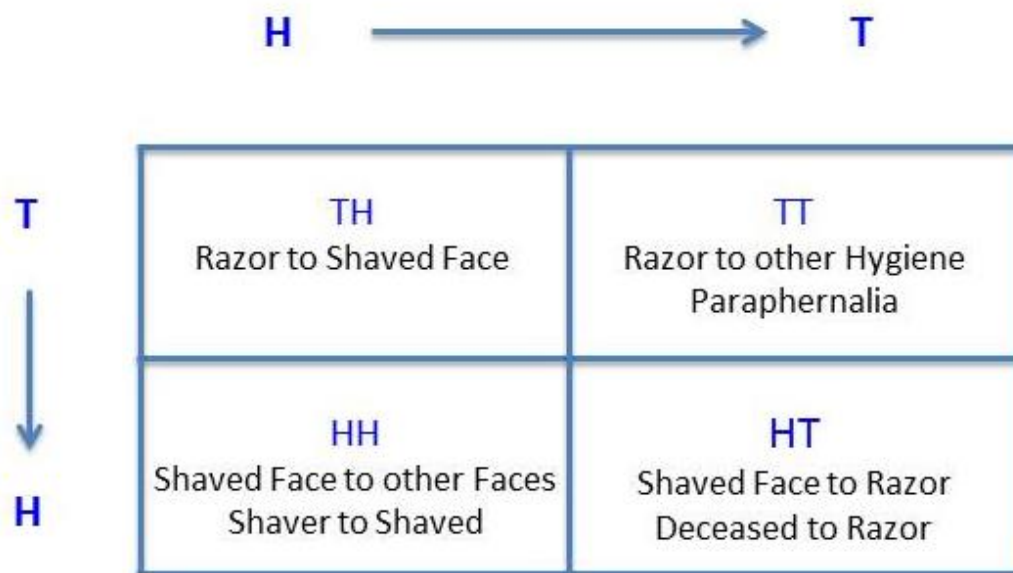 H T
T
TH
Razor to Shaved Face
TT
Razor to other Hygiene
Paraphernalia
H
HH
Shaved Face to other Faces
Shaver to Shaved
HT
Shaved Face to Razor
Deceased to Razor